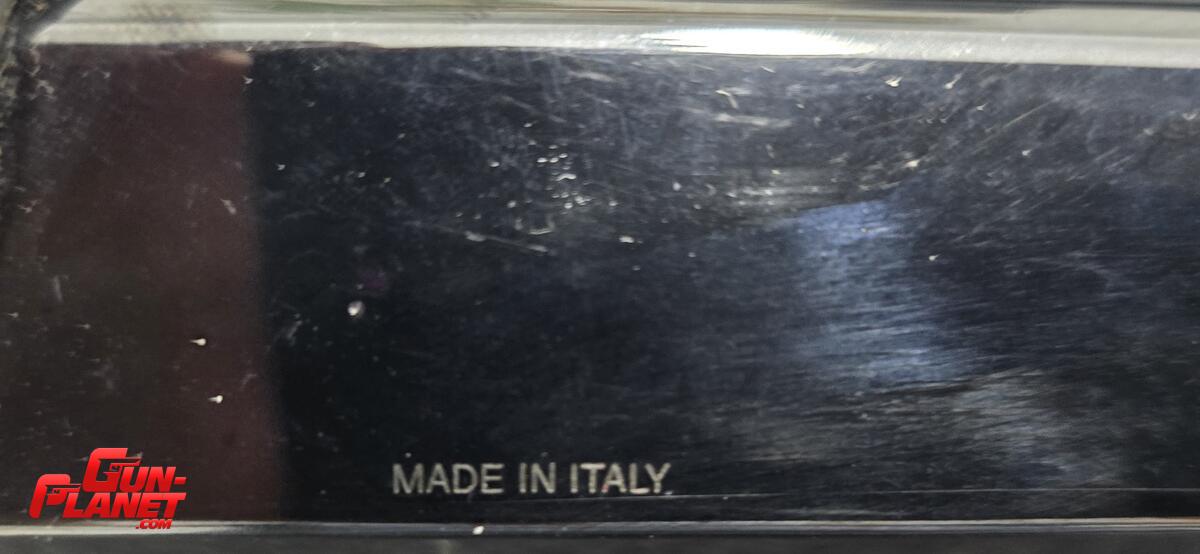 MADE IN ITALY
GUN-
PLANET
.COM